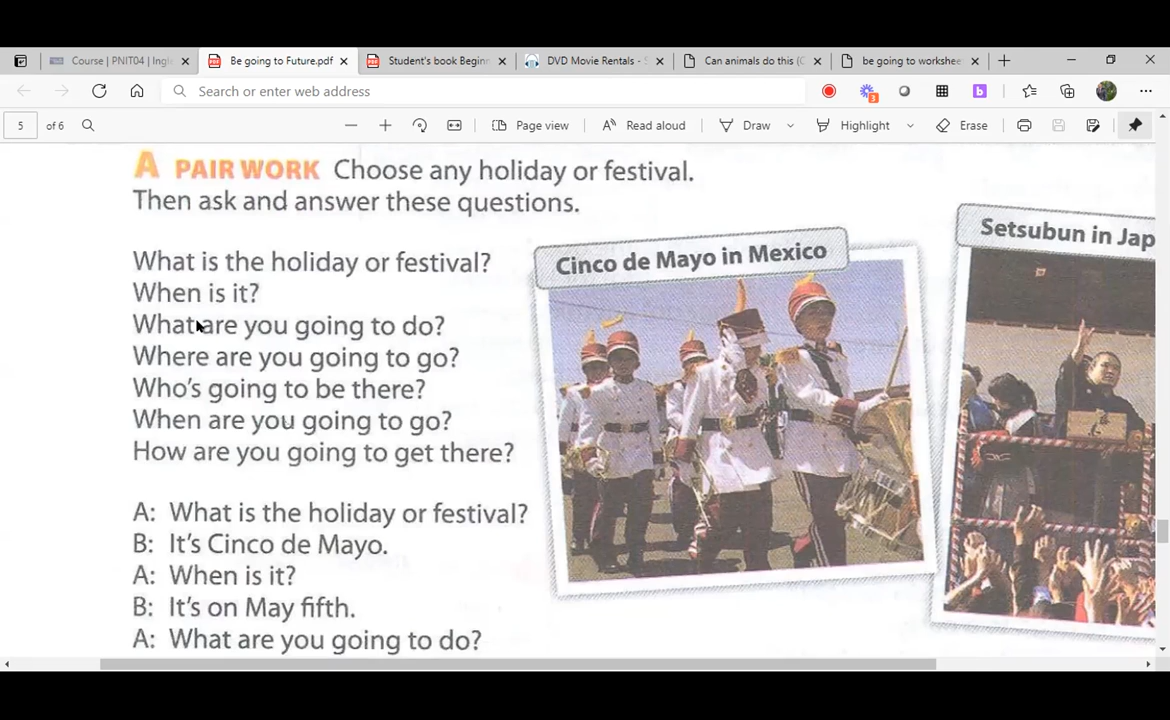 Course | PNIT04 | Ingl
Be going to Future.pdf
Student's book Beginn
DVD Movie Rentals - S
Can animals do this (C
be going to workshee
Search or enter web address
3
5 of 6
Page view
Read aloud
Draw
Highlight
Erase
A PAIR WORK Choose any holiday or festival.
Then ask and answer these questions.
What is the holiday or festival?
When is it?
What are you going to do?
Where are you going to go?
Who's going to be there?
When are you going to go?
How are you going to get there?
A: What is the holiday or festival?
B: It's Cinco de Mayo.
A: When is it?
B: It's on May fifth.
A: What are you going to do?
Cinco de Mayo in Mexico
Setsubun in Jap